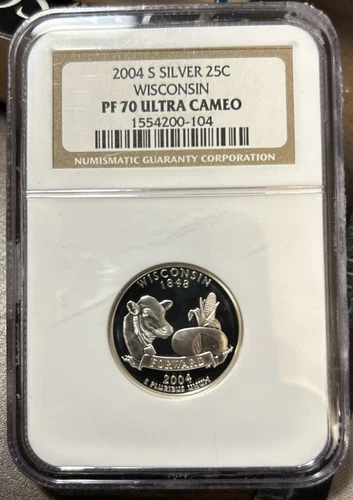 2004 S SILVER 25C
WISCONSIN
PF 70 ULTRA CAMEO
1554200-104
NUMISMATIC GUARANTY CORPORATION
WISCONSIN
1848
FORWARD
2004
E PLURIBUS UNUM